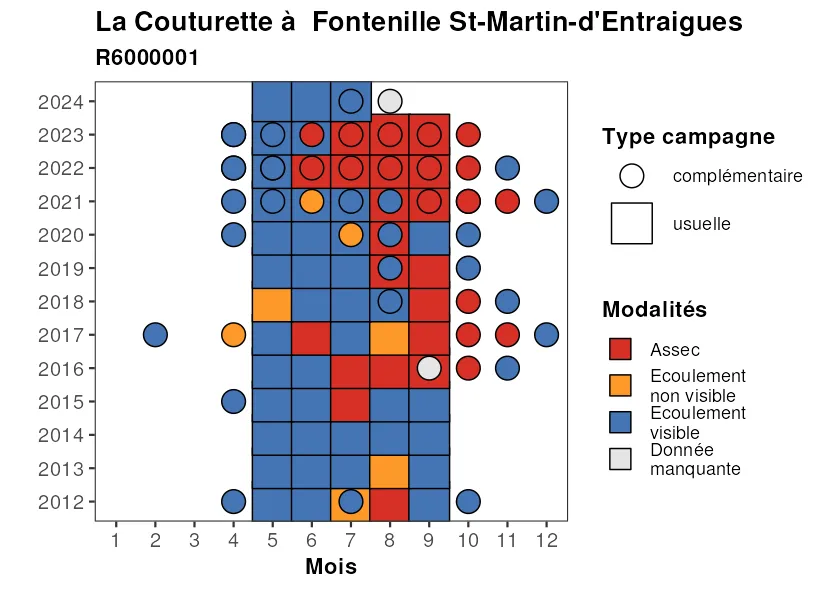 La Couturette à  Fontenille St-Martin-d'Entraigues
R6000001
2024
2023
2022
2021
2020
2019
2018
2017
2016
2015
2014
2013
2012
1 2 3 4 5 6 7 8 9 10 11 12
Mois
Type campagne
complémentaire
usuelle
Modalités
Assec
Ecoulement
non visible
Ecoulement
visible
Donnée
manquante